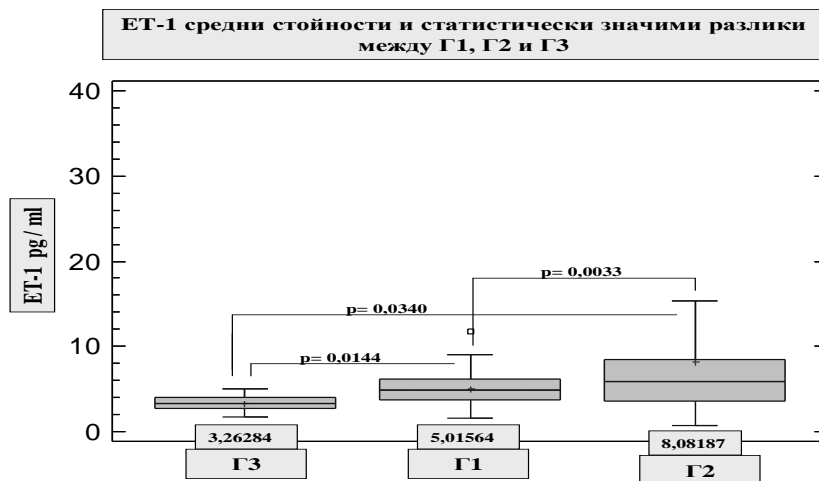 ET-1 средни стойности и статистически значими разлики
между Г1, Г2 и Г3
40
30
20
10
0
ET-1 pg / ml
p= 0,0033
p= 0,0340
p= 0,0144
3,26284
5,01564
8,08187
Г3
Г1
Г2